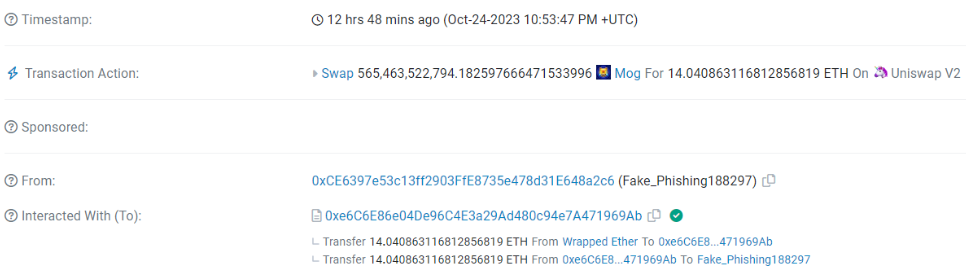 Timestamp: 12 hrs 48 mins ago (Oct-24-2023 10:53:47 PM +UTC)
Transaction Action: Swap 565,463,522,794.182597666471533996 Mog For 14.040863116812856819 ETH On Uniswap V2
Sponsored:
From: 0xCE6397e53c13ff2903FfE8735e478d31E648a2c6 (Fake_Phishing188297)
Interacted With (To): 0xe6C6E86e04De96C4E3a29Ad480c94e7A471969Ab
Transfer 14.040863116812856819 ETH From Wrapped Ether To 0xe6C6E8...471969Ab
Transfer 14.040863116812856819 ETH From 0xe6C6E8...471969Ab To Fake_Phishing188297